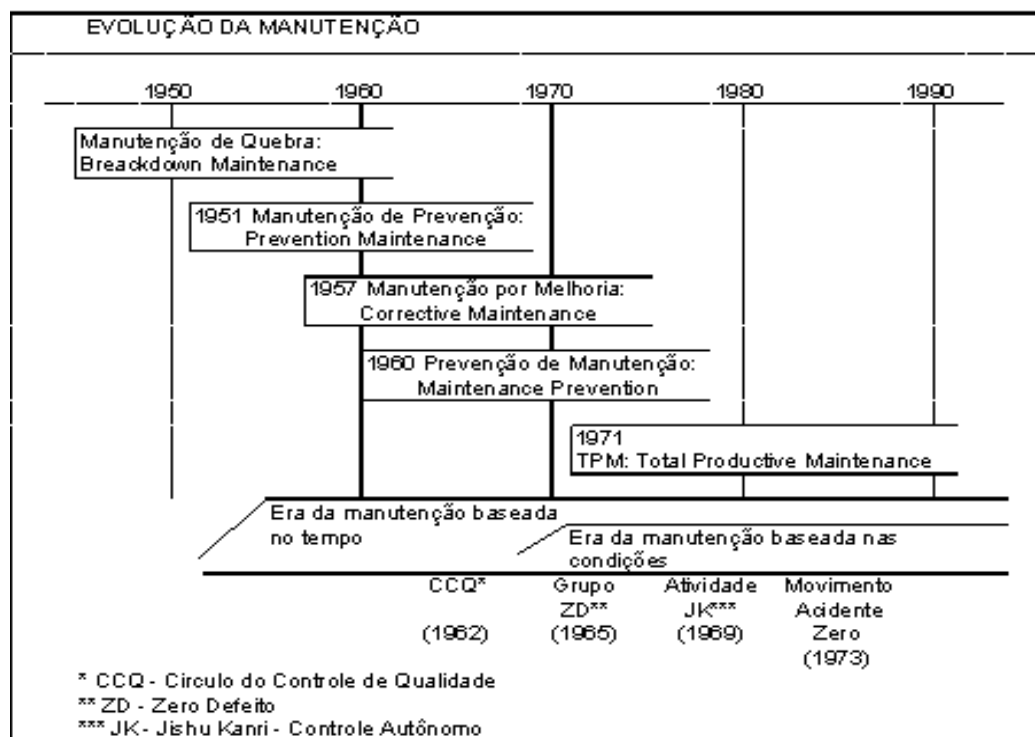 EVOLUÇÃO DA MANUTENÇÃO
1950 1960 1970 1980 1990
Manutenção de Quebra:
Breackdown Maintenance
1951 Manutenção de Prevenção:
Prevention Maintenance
1957 Manutenção por Melhoria:
Corrective Maintenance
1960 Prevenção de Manutenção:
Maintenance Prevention
1971
TPM: Total Productive Maintenance
Era da manutenção baseada
no tempo
Era da manutenção baseada nas
condições
CCQ* Grupo Atividade Movimento
ZD** JK*** Acidente
(1962) (1965) (1969) Zero
(1973)
* CCQ - Circulo do Controle de Qualidade
** ZD - Zero Defeito
*** JK - Jishu Kanri - Controle Autônomo